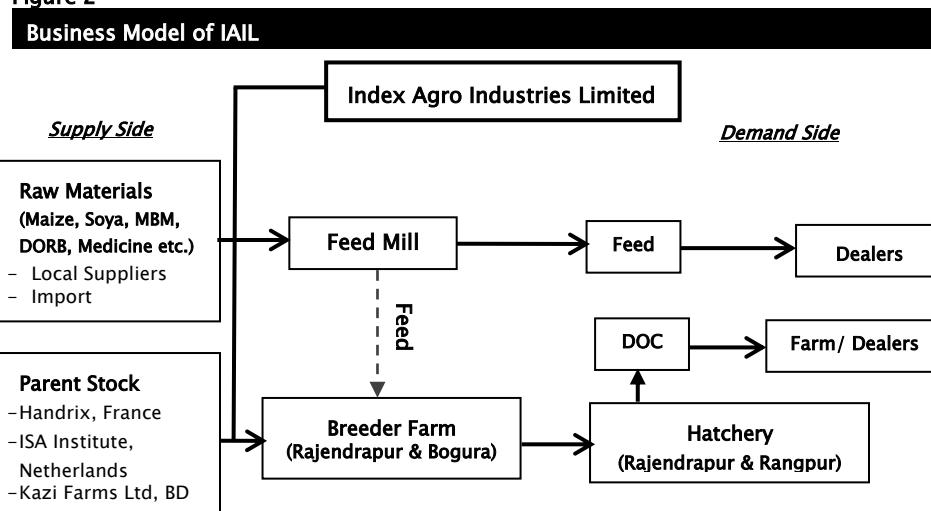 Figure 2
Business Model of IAIL
Index Agro Industries Limited
Supply Side
Demand Side
Raw Materials
(Maize, Soya, MBM,
DORB, Medicine etc.)
– Local Suppliers
– Import
Feed Mill
Feed
Dealers
Feed
DOC
Farm/ Dealers
Parent Stock
–Handrix, France
–ISA Institute,
Netherlands
–Kazi Farms Ltd, BD
Breeder Farm
(Rajendrapur & Bogura)
Hatchery
(Rajendrapur & Rangpur)